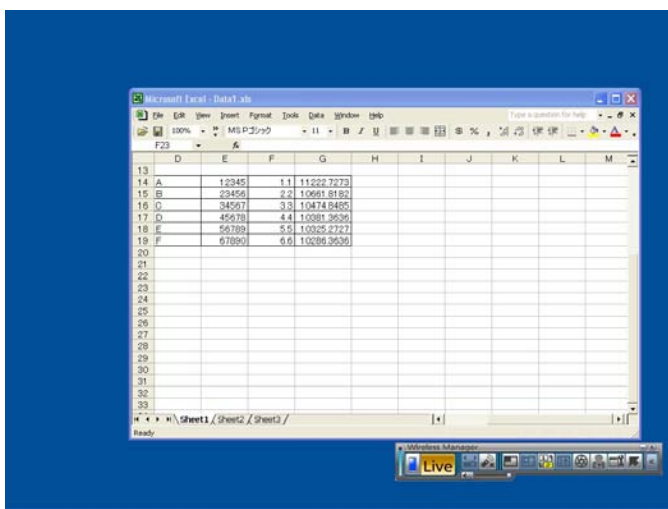 Microsoft Excel - Data1.xls
File Edit View Insert Format Tools Data Window Help Type a question for help
100% MS Pゴシック 11 B I U $ % ,
F23 fx
D E F G H I J K L M
13
14 A 12345 1.1 11222.7273
15 B 23456 2.2 10661.8182
16 C 34567 3.3 10474.8485
17 D 45678 4.4 10381.3636
18 E 56789 5.5 10325.2727
19 F 67890 6.6 10286.3636
20
21
22
23
24
25
26
27
28
29
30
31
32
33
Sheet1 / Sheet2 / Sheet3 /
Ready
Wireless Manager
Live